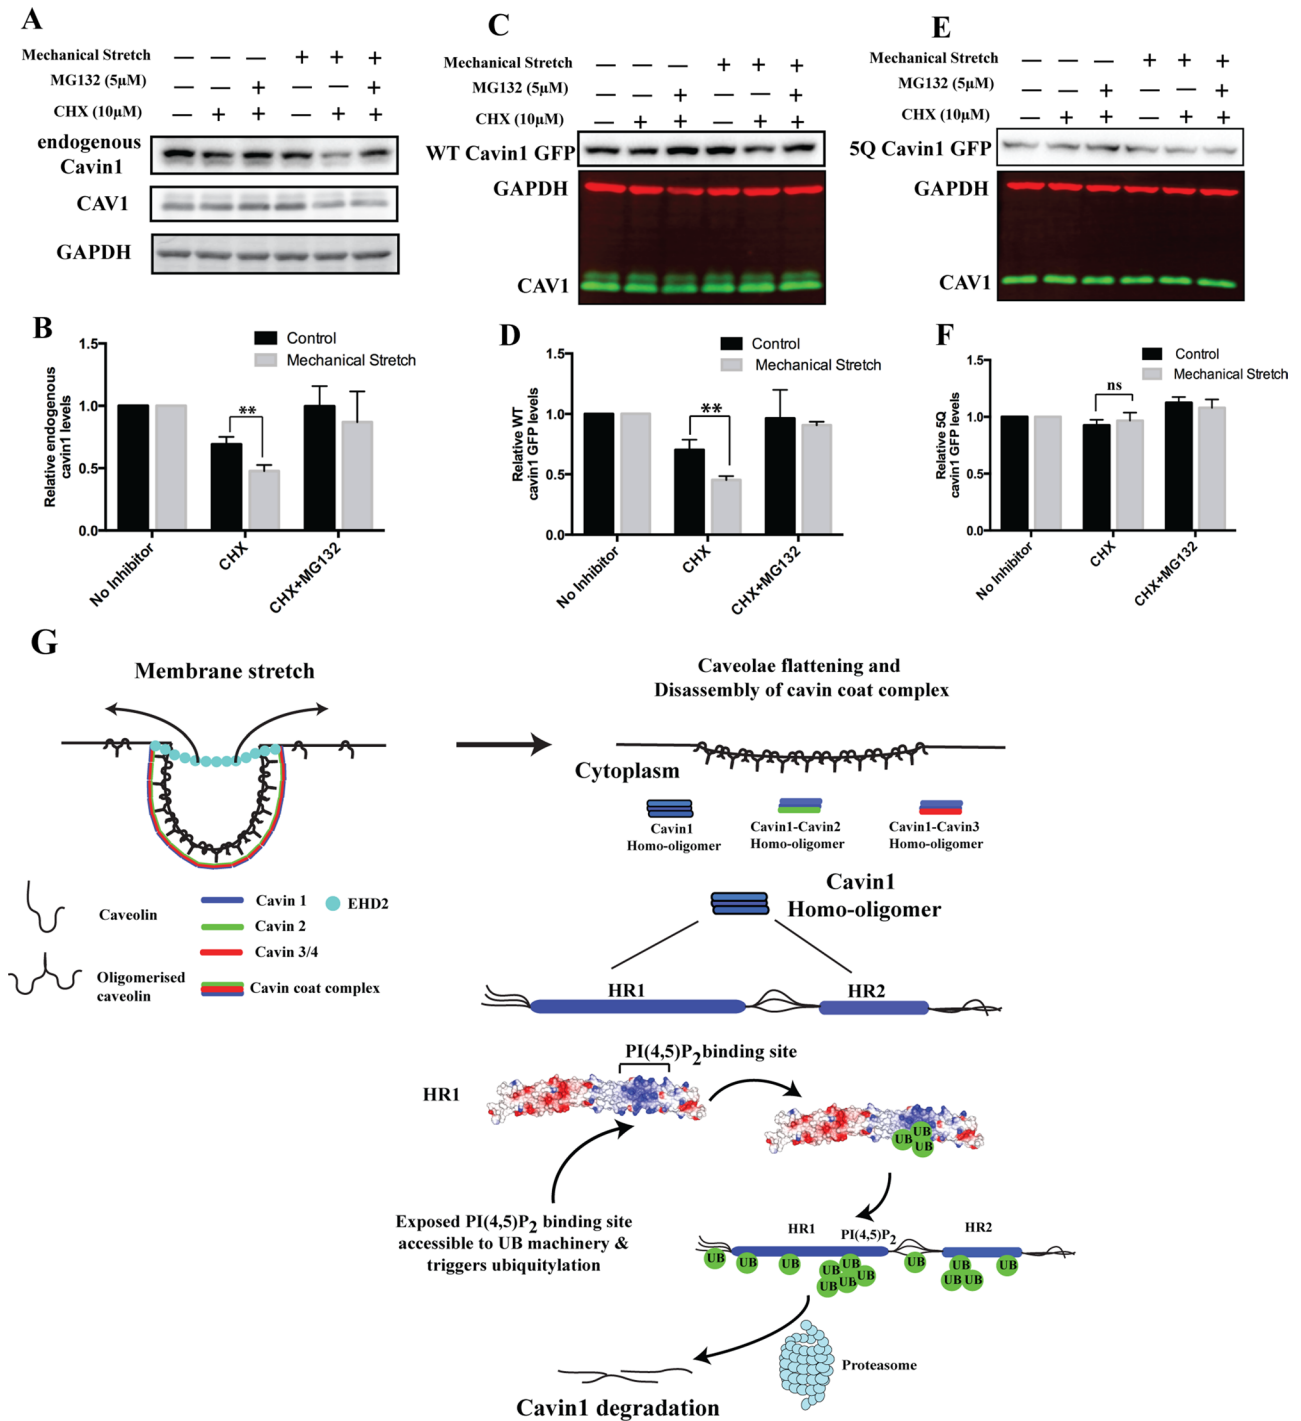 A
Mechanical Stretch — — — + + +
MG132 (5μM) — — + — — +
CHX (10μM) — + + — + +
endogenous
Cavin1
CAV1
GAPDH
C
Mechanical Stretch — — — + + +
MG132 (5μM) — — + — — +
CHX (10μM) — + + — + +
WT Cavin1 GFP
GAPDH
CAV1
E
Mechanical Stretch — — — + + +
MG132 (5μM) — — + — — +
CHX (10μM) — + + — + +
5Q Cavin1 GFP
GAPDH
CAV1
B
Control
Mechanical Stretch
Relative endogenous
cavin1 levels
1.5
1.0
0.5
0.0
**
No Inhibitor
CHX
CHX+MG132
D
Control
Mechanical Stretch
Relative WT
cavin1 GFP levels
1.5
1.0
0.5
0.0
**
No Inhibitor
CHX
CHX+MG132
F
Control
Mechanical Stretch
Relative 5Q
cavin1 GFP levels
1.5
1.0
0.5
0.0
ns
No Inhibitor
CHX
CHX+MG132
G
Membrane stretch
Caveolae flattening and
Disassembly of cavin coat complex
Cytoplasm
Cavin1
Homo-oligomer
Cavin1-Cavin2
Homo-oligomer
Cavin1-Cavin3
Homo-oligomer
Caveolin
Oligomerised
caveolin
Cavin 1
Cavin 2
Cavin 3/4
Cavin coat complex
EHD2
Cavin1
Homo-oligomer
HR1
HR2
PI(4,5)P2 binding site
HR1
UB
UB
UB
Exposed PI(4,5)P2 binding site
accessible to UB machinery &
triggers ubiquitylation
HR1
PI(4,5)P2
HR2
UB
UB
UB
UB
UB
UB
UB
UB
UB
UB
UB
UB
UB
Proteasome
Cavin1 degradation